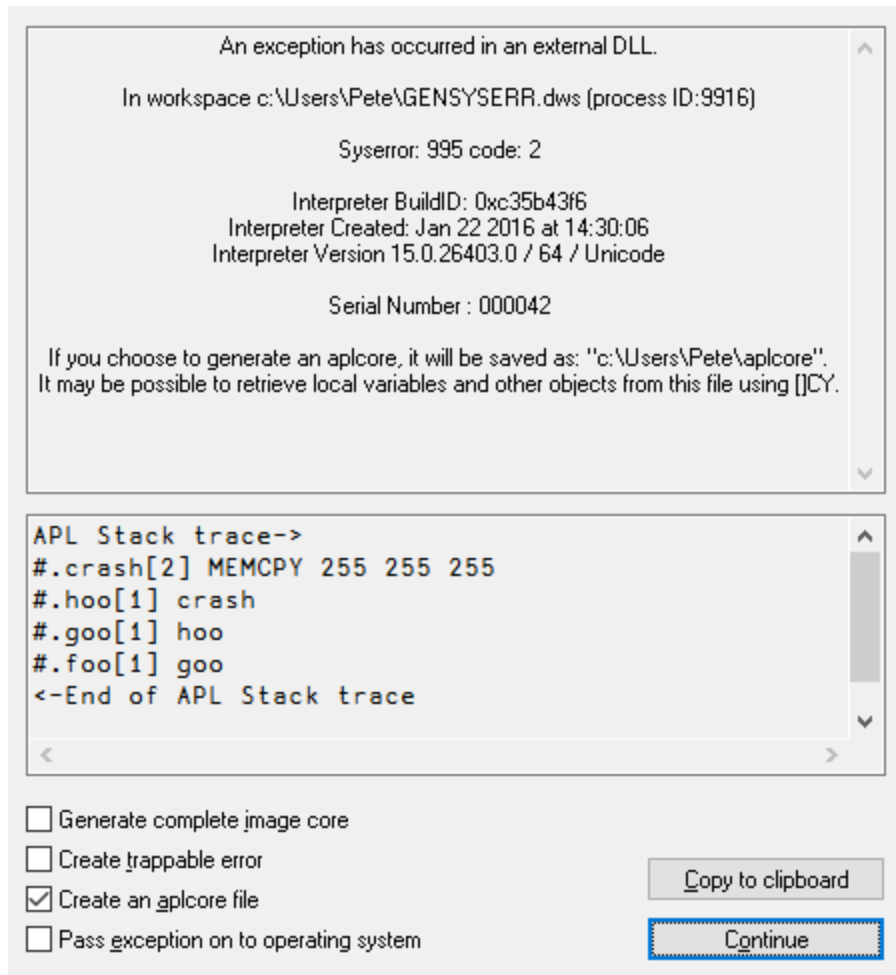 An exception has occurred in an external DLL.
In workspace c:\Users\Pete\GENSYSERR.dws (process ID:9916)
Syserror: 995 code: 2
Interpreter BuildID: 0xc35b43f6
Interpreter Created: Jan 22 2016 at 14:30:06
Interpreter Version 15.0.26403.0 / 64 / Unicode
Serial Number : 000042
If you choose to generate an aplcore, it will be saved as: "c:\Users\Pete\aplcore".
It may be possible to retrieve local variables and other objects from this file using []CY.
APL Stack trace->
#.crash[2] MEMCPY 255 255 255
#.hoo[1] crash
#.goo[1] hoo
#.foo[1] goo
<-End of APL Stack trace
Generate complete image core
Create trappable error
Create an aplcore file
Pass exception on to operating system
Copy to clipboard
Continue